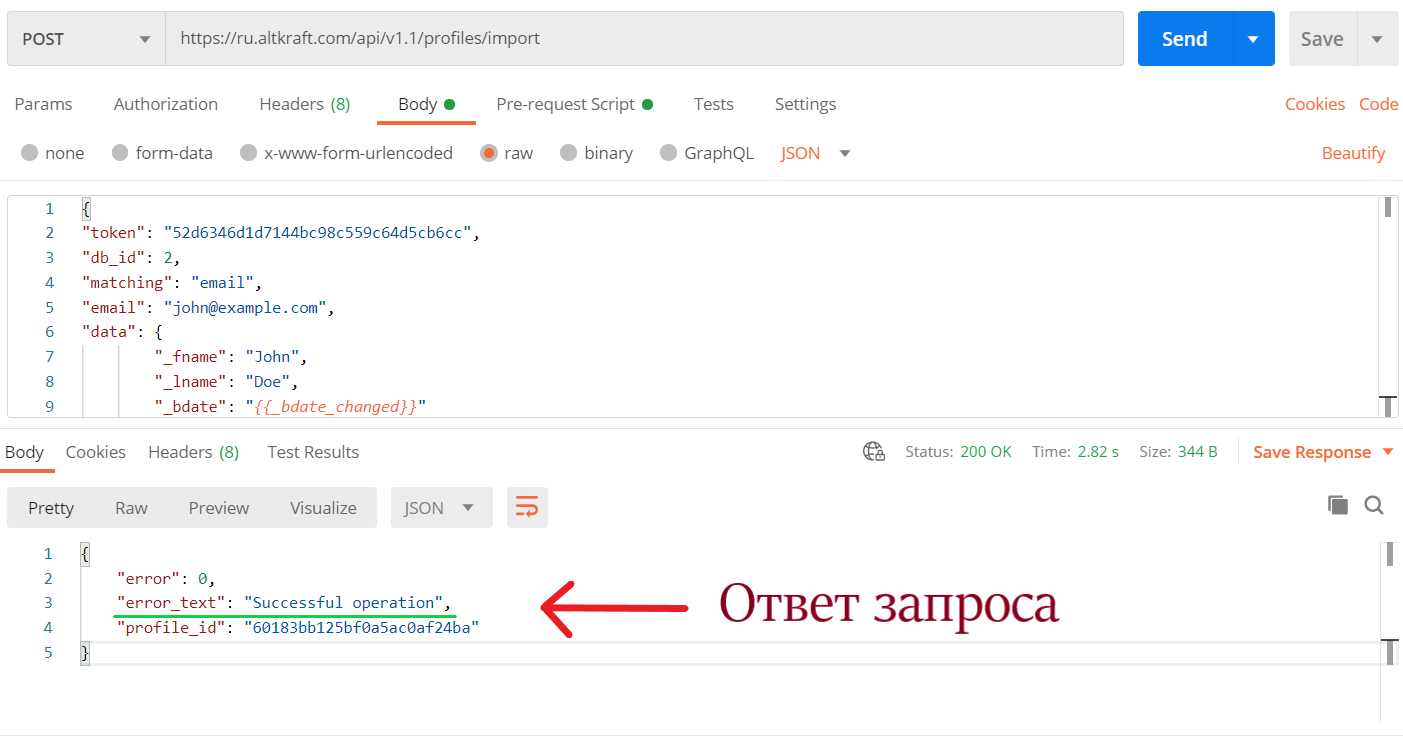 POST https://ru.altkraft.com/api/v1.1/profiles/import Send Save
Params Authorization Headers (8) Body Pre-request Script Tests Settings Cookies Code
none form-data x-www-form-urlencoded raw binary GraphQL JSON Beautify
1 {
2 "token": "52d6346d1d7144bc98c559c64d5cb6cc",
3 "db_id": 2,
4 "matching": "email",
5 "email": "john@example.com",
6 "data": {
7 "_fname": "John",
8 "_lname": "Doe",
9 "_bdate": "{{_bdate_changed}}"
Body Cookies Headers (8) Test Results Status: 200 OK Time: 2.82 s Size: 344 B Save Response
Pretty Raw Preview Visualize JSON
1 {
2 "error": 0,
3 "error_text": "Successful operation",
4 "profile_id": "60183bb125bf0a5ac0af24ba"
5 }
Ответ запроса